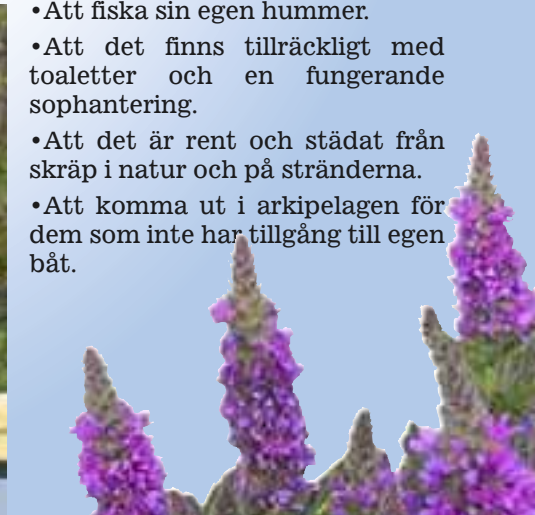 •Att fiska sin egen hummer.
•Att det finns tillräckligt med
toaletter och en fungerande
sophantering.
•Att det är rent och städat från
skräp i natur och på stränderna.
•Att komma ut i arkipelagen för
dem som inte har tillgång till egen
båt.